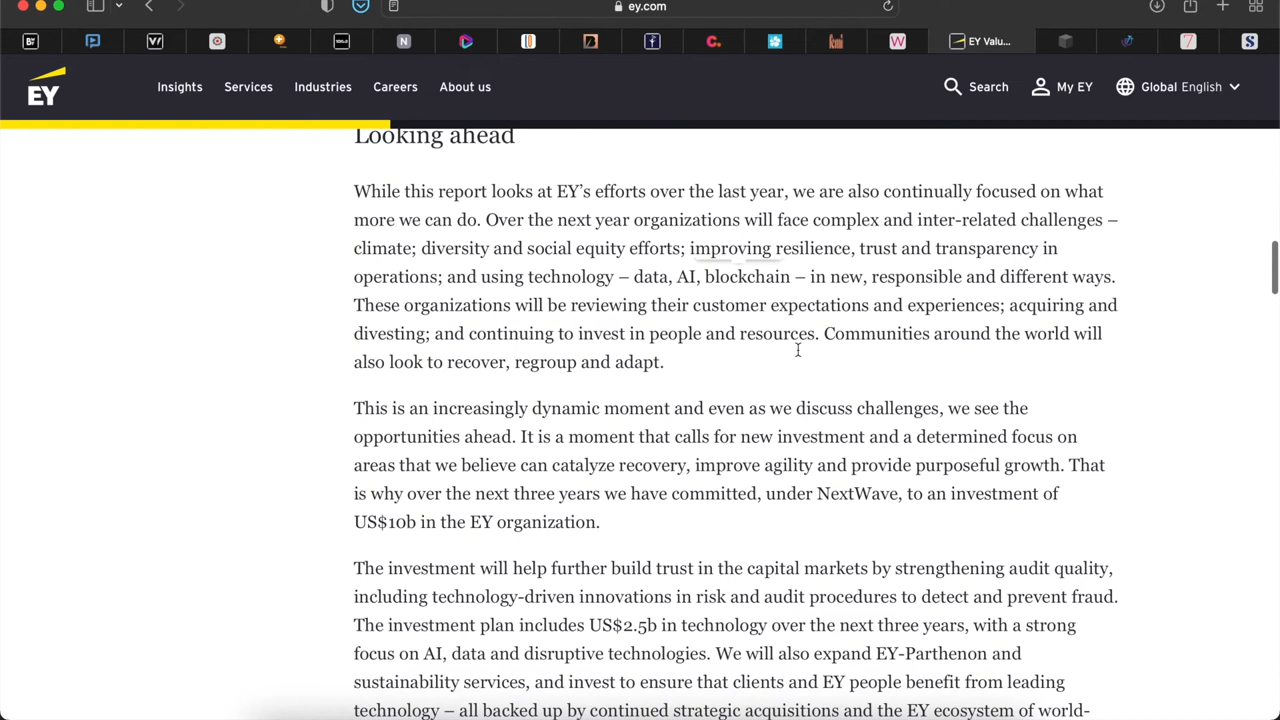 ey.com
EY Valu...
EY
Insights
Services
Industries
Careers
About us
Search
My EY
Global English
Looking ahead
While this report looks at EY’s efforts over the last year, we are also continually focused on what
more we can do. Over the next year organizations will face complex and inter-related challenges –
climate; diversity and social equity efforts; improving resilience, trust and transparency in
operations; and using technology – data, AI, blockchain – in new, responsible and different ways.
These organizations will be reviewing their customer expectations and experiences; acquiring and
divesting; and continuing to invest in people and resources. Communities around the world will
also look to recover, regroup and adapt.
This is an increasingly dynamic moment and even as we discuss challenges, we see the
opportunities ahead. It is a moment that calls for new investment and a determined focus on
areas that we believe can catalyze recovery, improve agility and provide purposeful growth. That
is why over the next three years we have committed, under NextWave, to an investment of
US$10b in the EY organization.
The investment will help further build trust in the capital markets by strengthening audit quality,
including technology-driven innovations in risk and audit procedures to detect and prevent fraud.
The investment plan includes US$2.5b in technology over the next three years, with a strong
focus on AI, data and disruptive technologies. We will also expand EY-Parthenon and
sustainability services, and invest to ensure that clients and EY people benefit from leading
technology – all backed up by continued strategic acquisitions and the EY ecosystem of world-